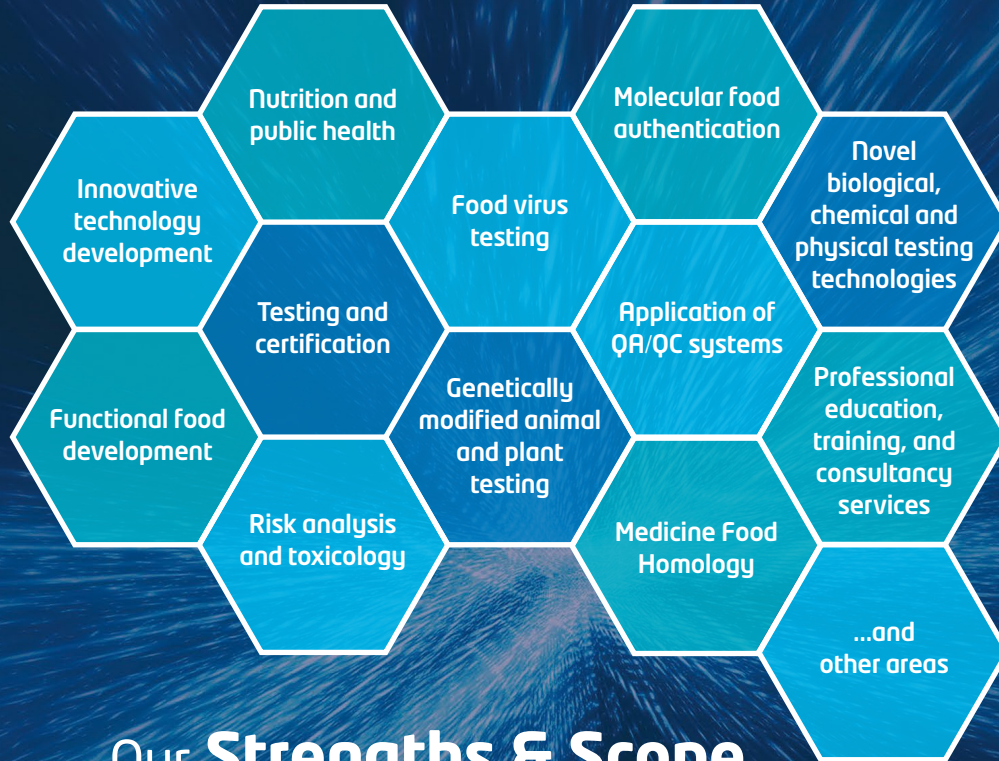 Nutrition and
public health
Molecular food
authentication
Innovative
technology
development
Food virus
testing
Novel
biological,
chemical and
physical testing
technologies
Testing and
certification
Application of
QA/QC systems
Functional food
development
Genetically
modified animal
and plant
testing
Professional
education,
training, and
consultancy
services
Risk analysis
and toxicology
Medicine Food
Homology
...and
other areas
Our Strengths & Scope